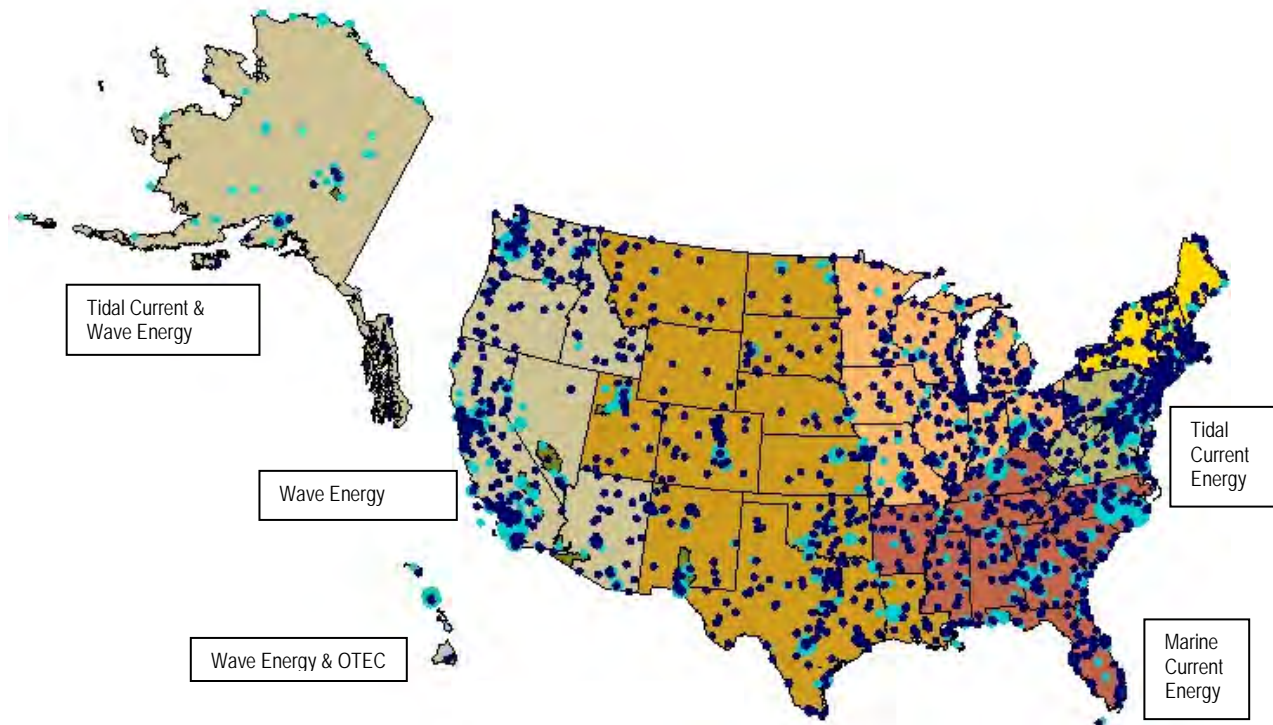 Tidal Current &
Wave Energy
Wave Energy
Wave Energy & OTEC
Tidal
Current
Energy
Marine
Current
Energy